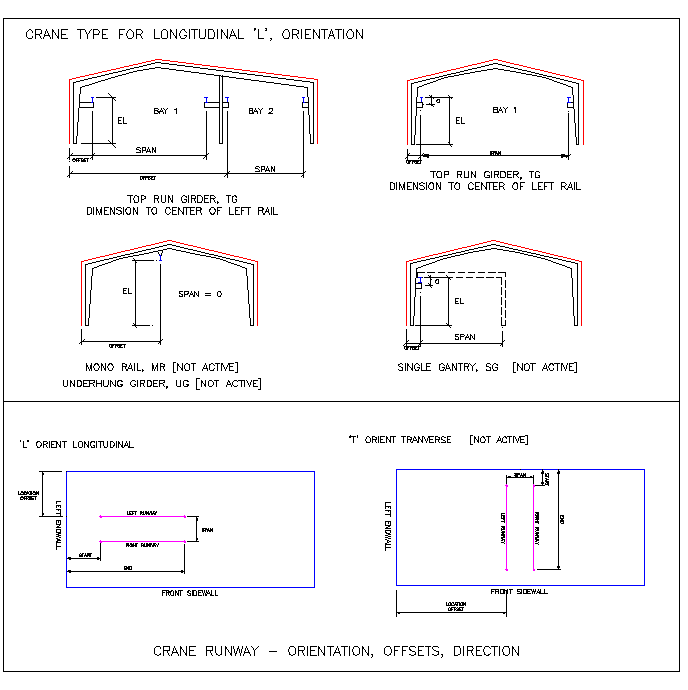 CRANE TYPE FOR LONGITUDINAL 'L', ORIENTATION
BAY 1
BAY 2
EL
SPAN
OFFSET
SPAN
OFFSET
TOP RUN GIRDER, TG
DIMENSION TO CENTER OF LEFT RAIL
G
BAY 1
EL
SPAN
OFFSET
TOP RUN GIRDER, TG
DIMENSION TO CENTER OF LEFT RAIL
EL
SPAN = 0
OFFSET
MONO RAIL, MR [NOT ACTIVE]
UNDERHUNG GIRDER, UG [NOT ACTIVE]
G
EL
SPAN
OFFSET
SINGLE GANTRY, SG [NOT ACTIVE]
'L' ORIENT LONGITUDINAL
LOCATION
OFFSET
LEFT ENDWALL
LEFT RUNWAY
SPAN
RIGHT RUNWAY
START
END
FRONT SIDEWALL
'T' ORIENT TRANVERSE [NOT ACTIVE]
SPAN
START
LEFT ENDWALL
LEFT RUNWAY
RIGHT RUNWAY
END
FRONT SIDEWALL
LOCATION
OFFSET
CRANE RUNWAY - ORIENTATION, OFFSETS, DIRECTION